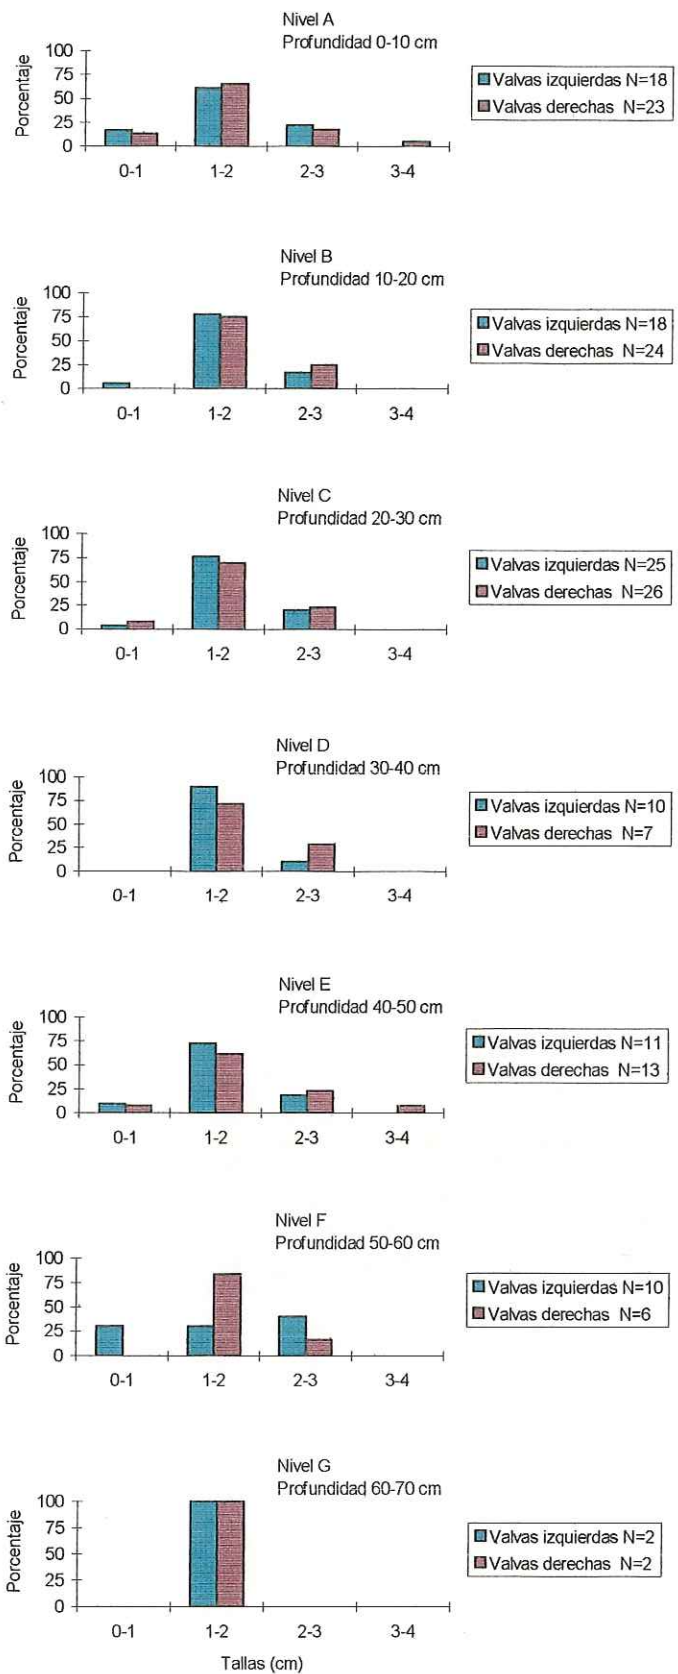 Nivel A
Profundidad 0-10 cm
Porcentaje
100
75
50
25
0
0-1 1-2 2-3 3-4
Valvas izquierdas N=18
Valvas derechas N=23
Nivel B
Profundidad 10-20 cm
Porcentaje
100
75
50
25
0
0-1 1-2 2-3 3-4
Valvas izquierdas N=18
Valvas derechas N=24
Nivel C
Profundidad 20-30 cm
Porcentaje
100
75
50
25
0
0-1 1-2 2-3 3-4
Valvas izquierdas N=25
Valvas derechas N=26
Nivel D
Profundidad 30-40 cm
Porcentaje
100
75
50
25
0
0-1 1-2 2-3 3-4
Valvas izquierdas N=10
Valvas derechas N=7
Nivel E
Profundidad 40-50 cm
Porcentaje
100
75
50
25
0
0-1 1-2 2-3 3-4
Valvas izquierdas N=11
Valvas derechas N=13
Nivel F
Profundidad 50-60 cm
Porcentaje
100
75
50
25
0
0-1 1-2 2-3 3-4
Valvas izquierdas N=10
Valvas derechas N=6
Nivel G
Profundidad 60-70 cm
Porcentaje
100
75
50
25
0
0-1 1-2 2-3 3-4
Tallas (cm)
Valvas izquierdas N=2
Valvas derechas N=2